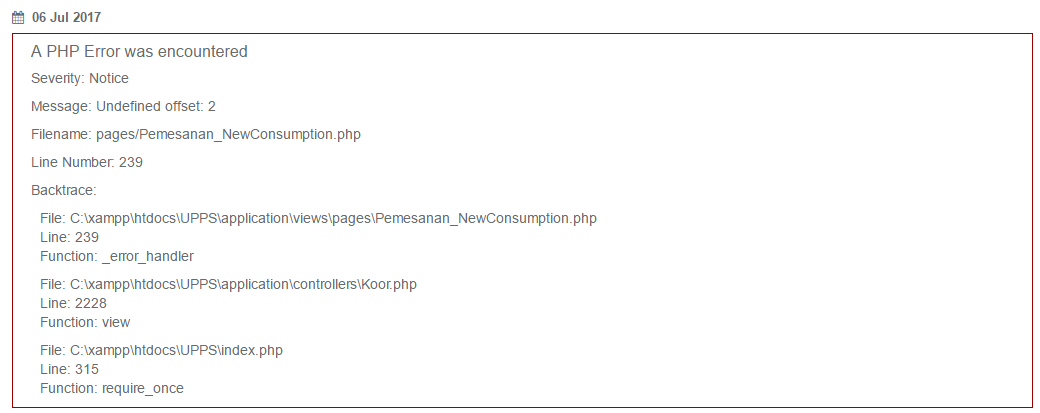 06 Jul 2017
A PHP Error was encountered
Severity: Notice
Message: Undefined offset: 2
Filename: pages/Pemesanan_NewConsumption.php
Line Number: 239
Backtrace:
File: C:\xampp\htdocs\UPPS\application\views\pages\Pemesanan_NewConsumption.php
Line: 239
Function: _error_handler
File: C:\xampp\htdocs\UPPS\application\controllers\Koor.php
Line: 2228
Function: view
File: C:\xampp\htdocs\UPPS\index.php
Line: 315
Function: require_once